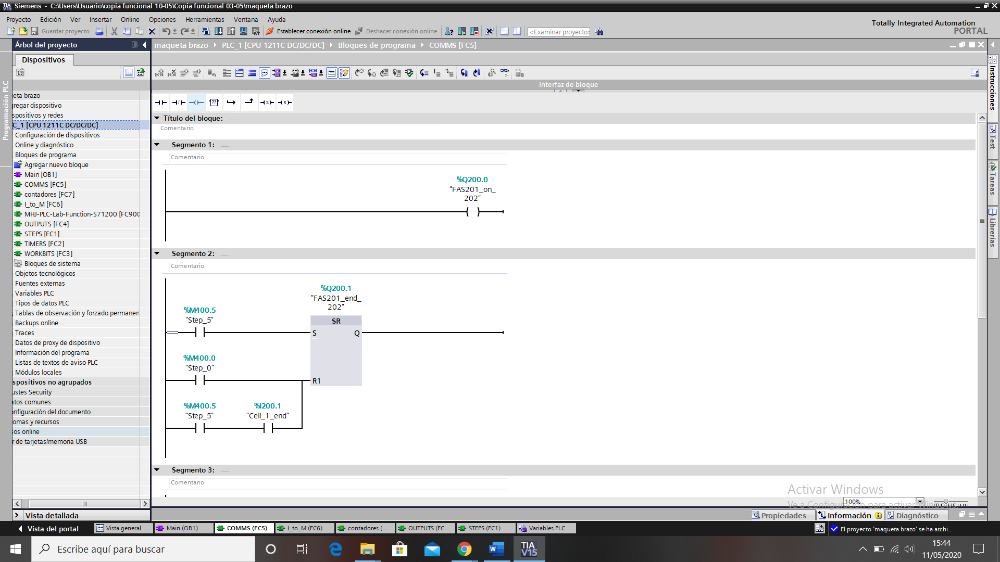 Siemens - C:\Users\Usuario\copia funcional 10-05\Copia funcional 03-05\maqueta brazo
Proyecto Edición Ver Insertar Online Opciones Herramientas Ventana Ayuda
Totally Integrated Automation
PORTAL
Guardar proyecto
Establecer conexión online
Deshacer conexión online
<Examinar proyecto>
Árbol del proyecto
maqueta brazo PLC_1 [CPU 1211C DC/DC/DC] Bloques de programa COMMS [FC5]
Dispositivos
Programación PLC
eta brazo
gregar dispositivo
spositivos y redes
C_1 [CPU 1211C DC/DC/DC]
Configuración de dispositivos
Online y diagnóstico
Bloques de programa
Agregar nuevo bloque
Main [OB1]
COMMS [FC5]
contadores [FC7]
I_to_M [FC6]
MHJ-PLC-Lab-Function-S71200 [FC900
OUTPUTS [FC4]
STEPS [FC1]
TIMERS [FC2]
WORKBITS [FC3]
Bloques de sistema
Objetos tecnológicos
Fuentes externas
Variables PLC
Tipos de datos PLC
Tablas de observación y forzado permanen
Backups online
Traces
Datos de proxy de dispositivo
Información del programa
Listas de textos de aviso PLC
Módulos locales
spositivos no agrupados
ustes Security
atos comunes
onfiguración del documento
omas y recursos
sos online
r de tarjetas/memoria USB
Vista detallada
Interfaz de bloque
Título del bloque: .....
Comentario
Segmento 1: .....
Comentario
%Q200.0
"FAS201_on_
202"
Segmento 2: .....
Comentario
%Q200.1
"FAS201_end_
202"
%M400.5
"Step_5"
SR
S Q
%M400.0
"Step_0"
R1
%M400.5 %I200.1
"Step_5" "Cell_1_end"
Segmento 3: .....
Comentario
Instrucciones
Test
Tareas
Librerías
Activar Windows
Ve a Configuración para activar Windows.
100%
Propiedades Información Diagnóstico
Vista del portal
Vista general
Main (OB1)
COMMS (FC5)
I_to_M (FC6)
contadores (...
OUTPUTS (FC...
STEPS (FC1)
Variables PLC
El proyecto 'maqueta brazo' se ha archi...
Escribe aquí para buscar
TIA
V15
15:44
11/05/2020